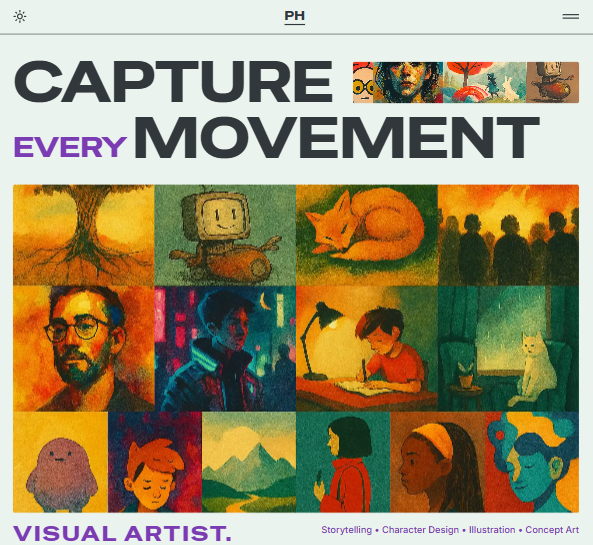 PH
CAPTURE
EVERY MOVEMENT
VISUAL ARTIST.
Storytelling • Character Design • Illustration • Concept Art